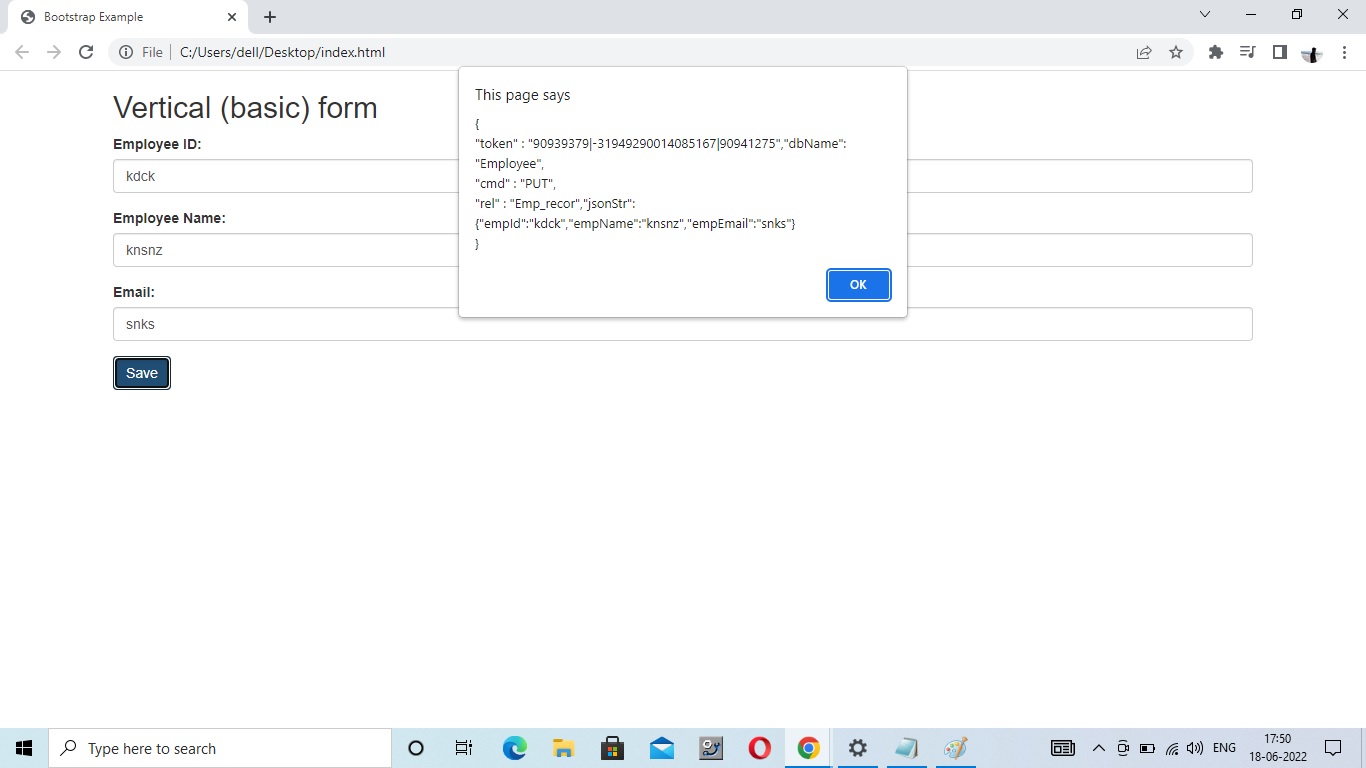 Bootstrap Example
File
C:/Users/dell/Desktop/index.html
This page says
{
"token" : "90939379|-31949290014085167|90941275","dbName":
"Employee",
"cmd" : "PUT",
"rel" : "Emp_recor","jsonStr":
{"empId":"kdck","empName":"knsnz","empEmail":"snks"}
}
OK
Vertical (basic) form
Employee ID:
kdck
Employee Name:
knsnz
Email:
snks
Save
Type here to search
ENG
17:50
18-06-2022